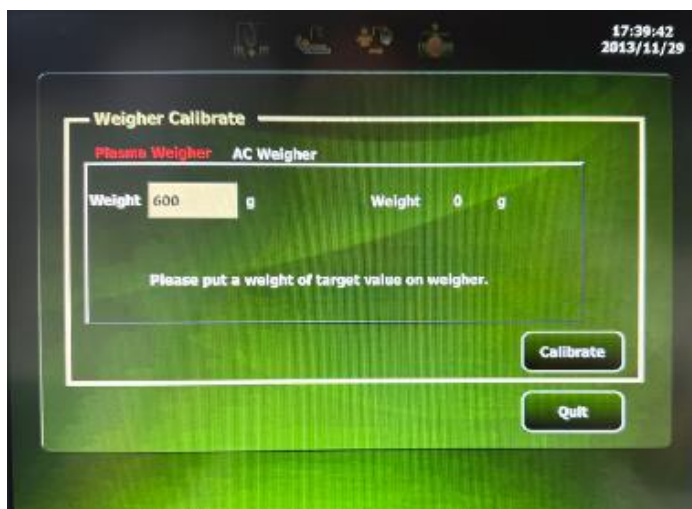 17:39:42
2013/11/29
Weigher Calibrate
Plasma Weigher AC Weigher
Weight 600 g Weight 0 g
Please put a weight of target value on weigher.
Calibrate
Quit